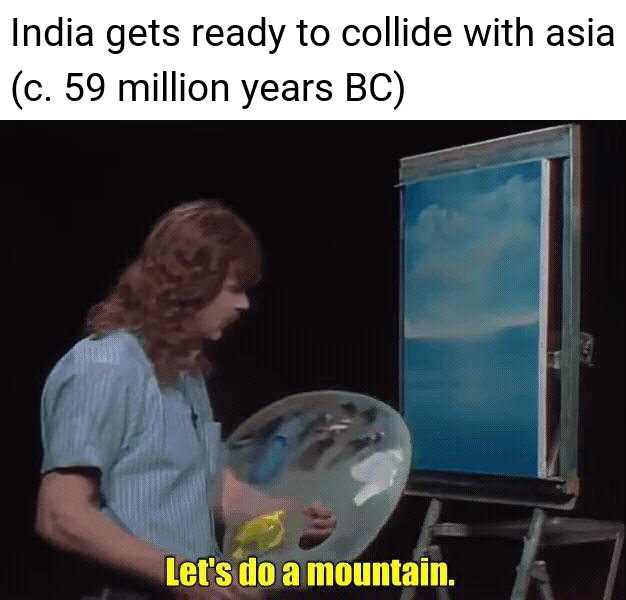 India gets ready to collide with asia
(c. 59 million years BC)
Let's do a mountain.